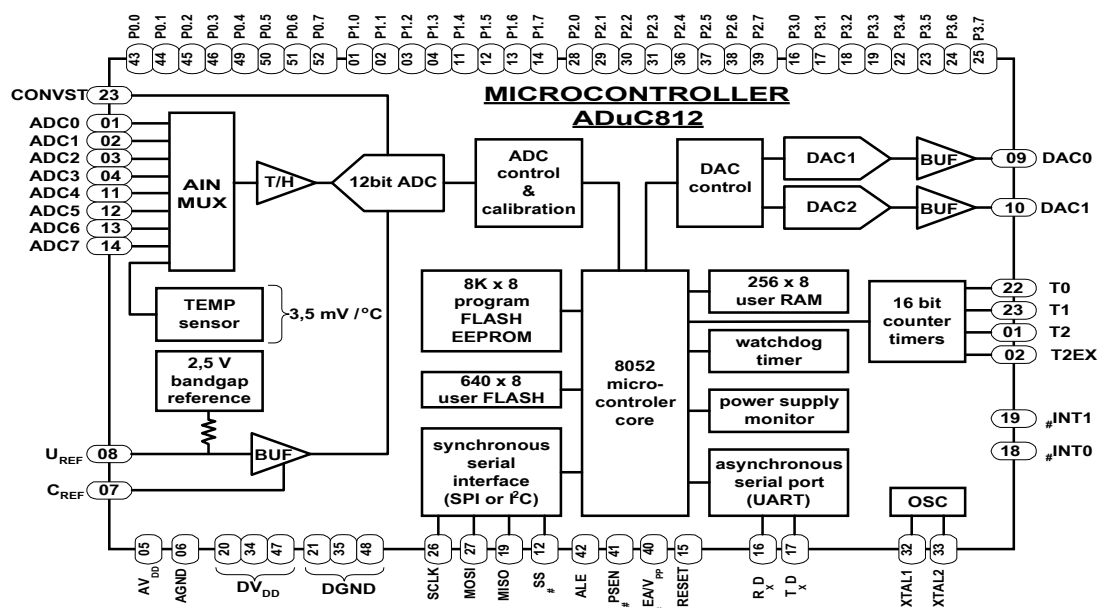 P0.0 P0.1 P0.2 P0.3 P0.4 P0.5 P0.6 P0.7 P1.0 P1.1 P1.2 P1.3 P1.4 P1.5 P1.6 P1.7 P2.0 P2.1 P2.2 P2.3 P2.4 P2.5 P2.6 P2.7 P3.0 P3.1 P3.2 P3.3 P3.4 P3.5 P3.6 P3.7
43 44 45 46 49 50 51 52 01 02 03 04 11 12 13 14 28 29 30 31 36 37 38 39 16 17 18 19 22 23 24 25
MICROCONTROLLER
ADuC812
CONVST 23
ADC0 01
ADC1 02
ADC2 03
ADC3 04
ADC4 11
ADC5 12
ADC6 13
ADC7 14
AIN
MUX
T/H
12bit ADC
ADC
control
&
calibration
DAC
control
DAC1
BUF
09 DAC0
DAC2
BUF
10 DAC1
TEMP
sensor
3,5 mV / °C
2,5 V
bandgap
reference
8K x 8
program
FLASH
EEPROM
640 x 8
user FLASH
synchronous
serial
interface
(SPI or I²C)
8052
micro-
controler
core
256 x 8
user RAM
watchdog
timer
power supply
monitor
asynchronous
serial port
(UART)
16 bit
counter
timers
22 T0
23 T1
01 T2
02 T2EX
19 #INT1
18 #INT0
OSC
UREF 08
BUF
CREF 07
05 06 20 34 47 21 35 48 26 27 19 12 42 41 40 15 16 17 32 33
AVDD AGND DVDD DGND SCLK MOSI MISO SS# ALE PSEN# EA/VPP RESET RXD TXD XTAL1 XTAL2